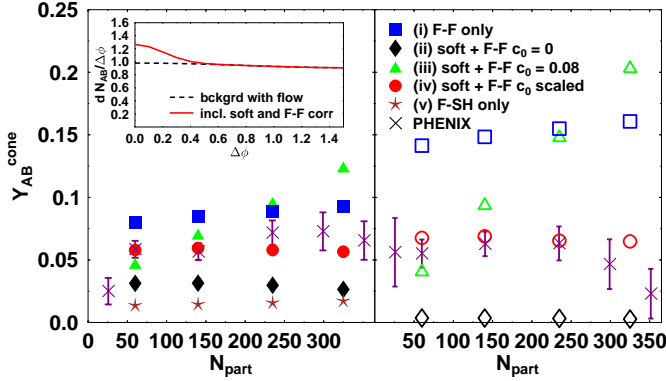 0.25
0.2
0.15
0.1
0.05
0.0
Y_AB^cone
1.6
1.4
1.2
1.0
0.8
0.6
0.4
0.2
d N_AB/Δϕ
bckgrd with flow
incl. soft and F-F corr
0.0 0.2 0.4 0.6 0.8 1.0 1.2 1.4
Δϕ
(i) F-F only
(ii) soft + F-F c_0 = 0
(iii) soft + F-F c_0 = 0.08
(iv) soft + F-F c_0 scaled
(v) F-SH only
PHENIX
0 50 100 150 200 250 300
N_part
0 50 100 150 200 250 300 350
N_part